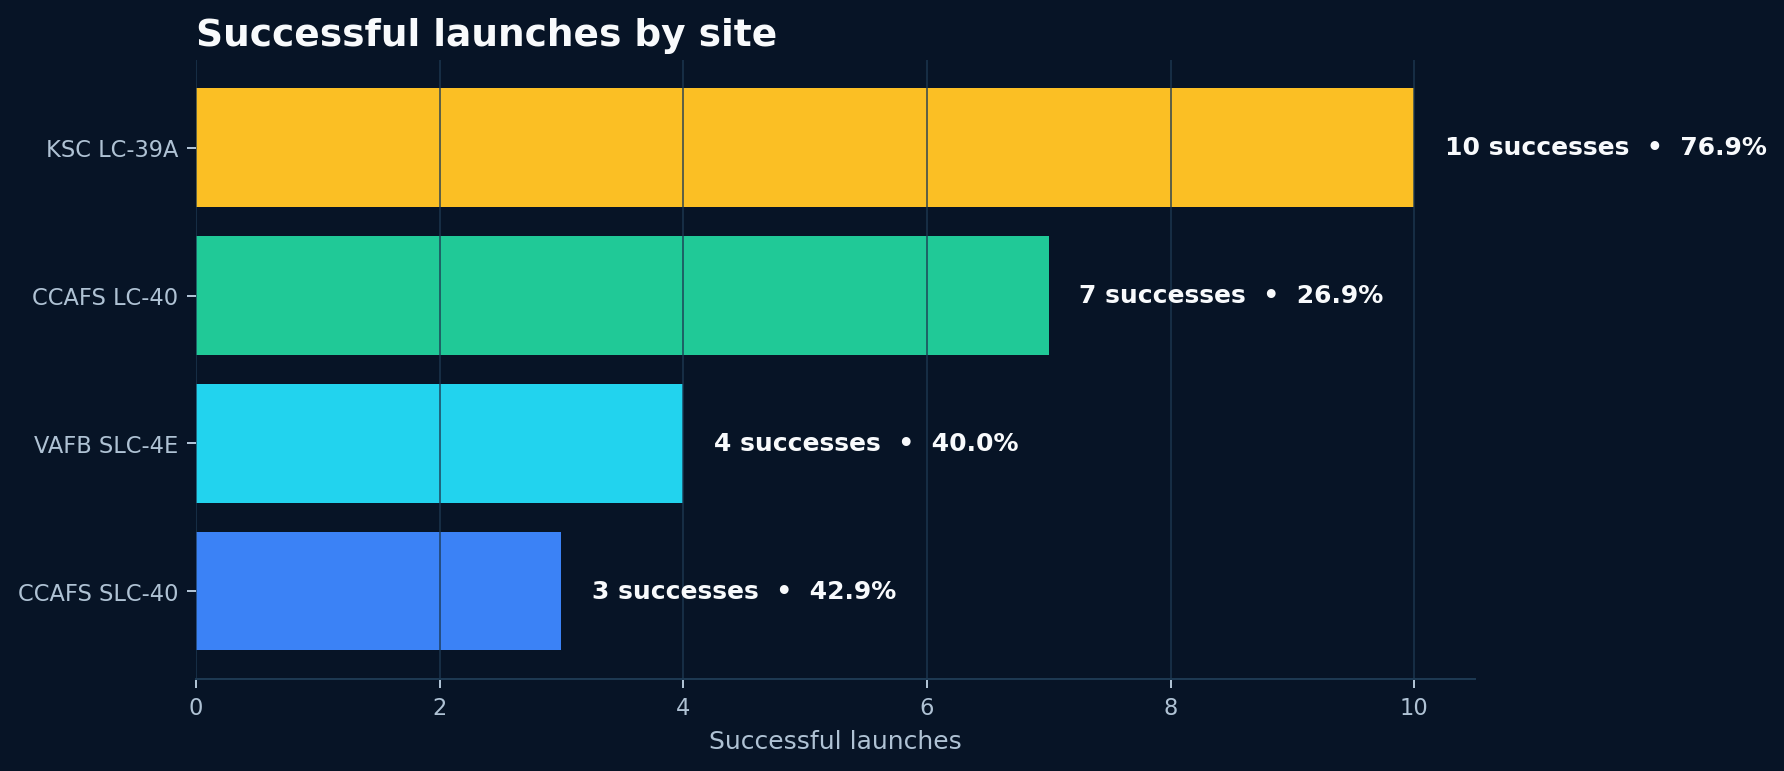 Successful launches by site
KSC LC-39A
10 successes • 76.9%
CCAFS LC-40
7 successes • 26.9%
VAFB SLC-4E
4 successes • 40.0%
CCAFS SLC-40
3 successes • 42.9%
0 2 4 6 8 10
Successful launches